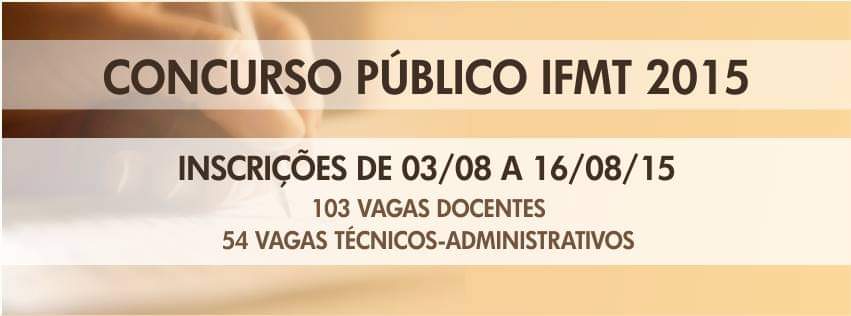 CONCURSO PÚBLICO IFMT 2015
INSCRIÇÕES DE 03/08 A 16/08/15
103 VAGAS DOCENTES
54 VAGAS TÉCNICOS-ADMINISTRATIVOS